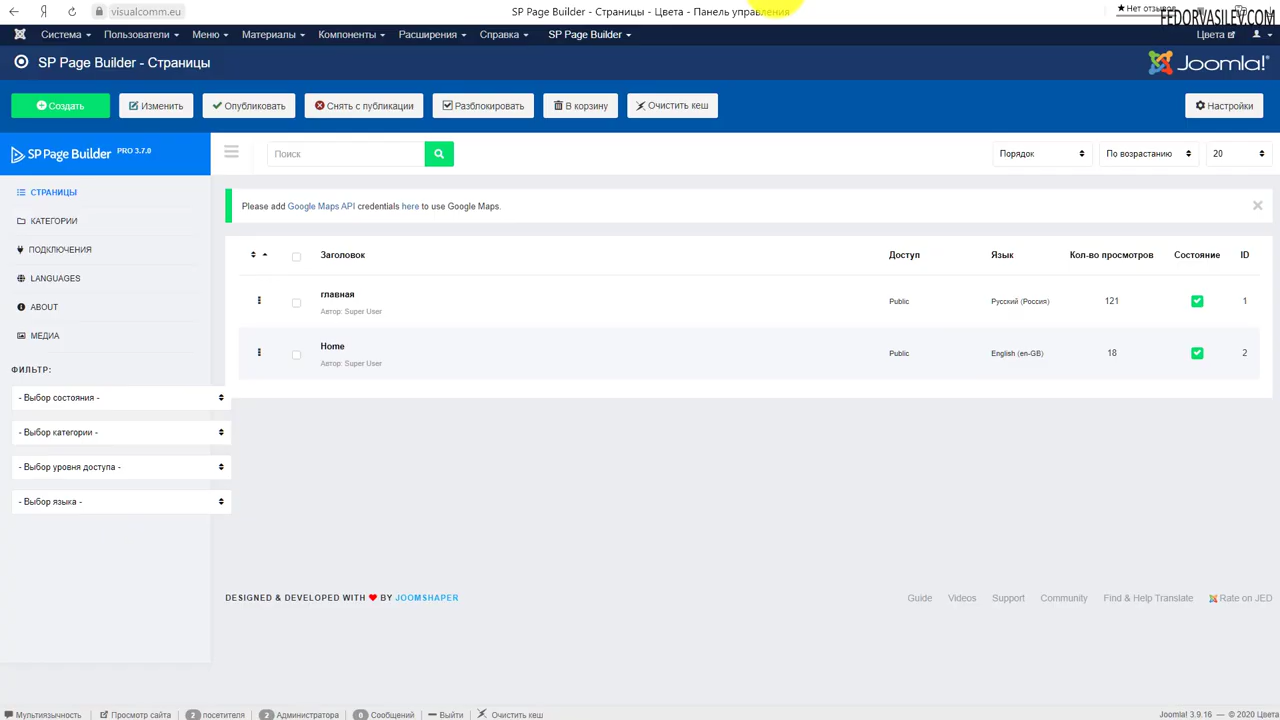 visualcomm.eu
SP Page Builder - Страницы - Цвета - Панель управления
Нет отзывов
FEDORVASILEV.COM
Система
Пользователи
Меню
Материалы
Компоненты
Расширения
Справка
SP Page Builder
Цвета
SP Page Builder - Страницы
Joomla!®
Создать
Изменить
Опубликовать
Снять с публикации
Разблокировать
В корзину
Очистить кеш
Настройки
SP Page Builder PRO 3.7.0
Поиск
Порядок
По возрастанию
20
СТРАНИЦЫ
КАТЕГОРИИ
ПОДКЛЮЧЕНИЯ
LANGUAGES
ABOUT
МЕДИА
ФИЛЬТР:
- Выбор состояния -
- Выбор категории -
- Выбор уровня доступа -
- Выбор языка -
Please add Google Maps API credentials here to use Google Maps.
Заголовок Доступ Язык Кол-во просмотров Состояние ID
главная
Автор: Super User
Public Русский (Россия) 121 1
Home
Автор: Super User
Public English (en-GB) 18 2
DESIGNED & DEVELOPED WITH BY JOOMSHAPER
Guide Videos Support Community Find & Help Translate Rate on JED
Мультиязычность Просмотр сайта 2 посетителя 2 Администратора 0 Сообщений Выйти Очистить кеш
Joomla! 3.9.16 — © 2020 Цвета